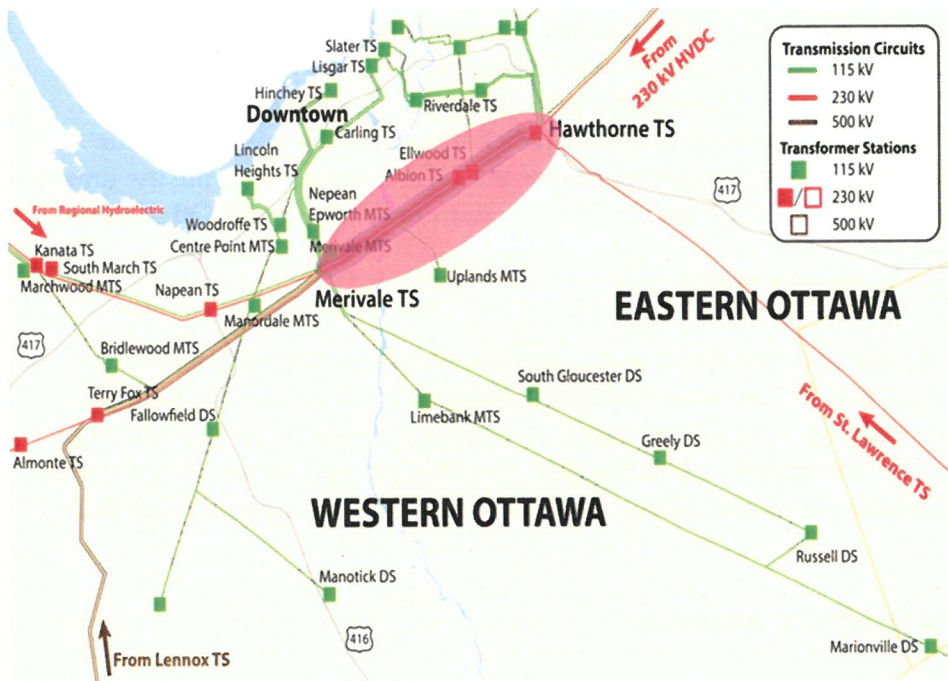 Slater TS
Lisgar TS
Hinchey TS
Downtown
Carling TS
Riverdale TS
From
230 kV HVDC
Transmission Circuits
115 kV
230 kV
500 kV
Transformer Stations
115 kV
230 kV
500 kV
/
Hawthorne TS
Ellwood TS
Albion TS
Lincoln
Heights TS
Nepean
Epworth MTS
Woodroffe TS
Centre Point MTS
Merivale MTS
417
From Regional Hydroelectric
Kanata TS
South March TS
Marchwood MTS
Napean TS
Manordale MTS
Merivale TS
Uplands MTS
EASTERN OTTAWA
417
Bridlewood MTS
Terry Fox TS
Fallowfield DS
Almonte TS
Limebank MTS
South Gloucester DS
Greely DS
From St. Lawrence TS
WESTERN OTTAWA
Russell DS
Manotick DS
416
Marionville DS
From Lennox TS